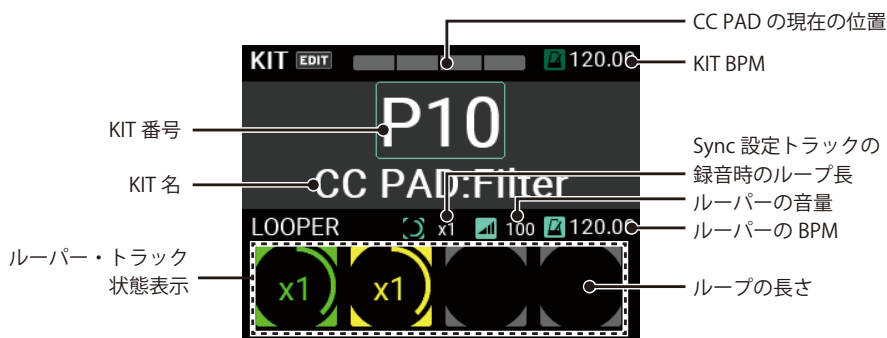 CC PAD の現在の位置
KIT EDIT 120.00
KIT BPM
P10
KIT 番号
Sync 設定トラックの
録音時のループ長
KIT 名
CC PAD:Filter
ルーパーの音量
LOOPER x1 100 120.00
ルーパーの BPM
ルーパー・トラック
状態表示
x1 x1
ループの長さ